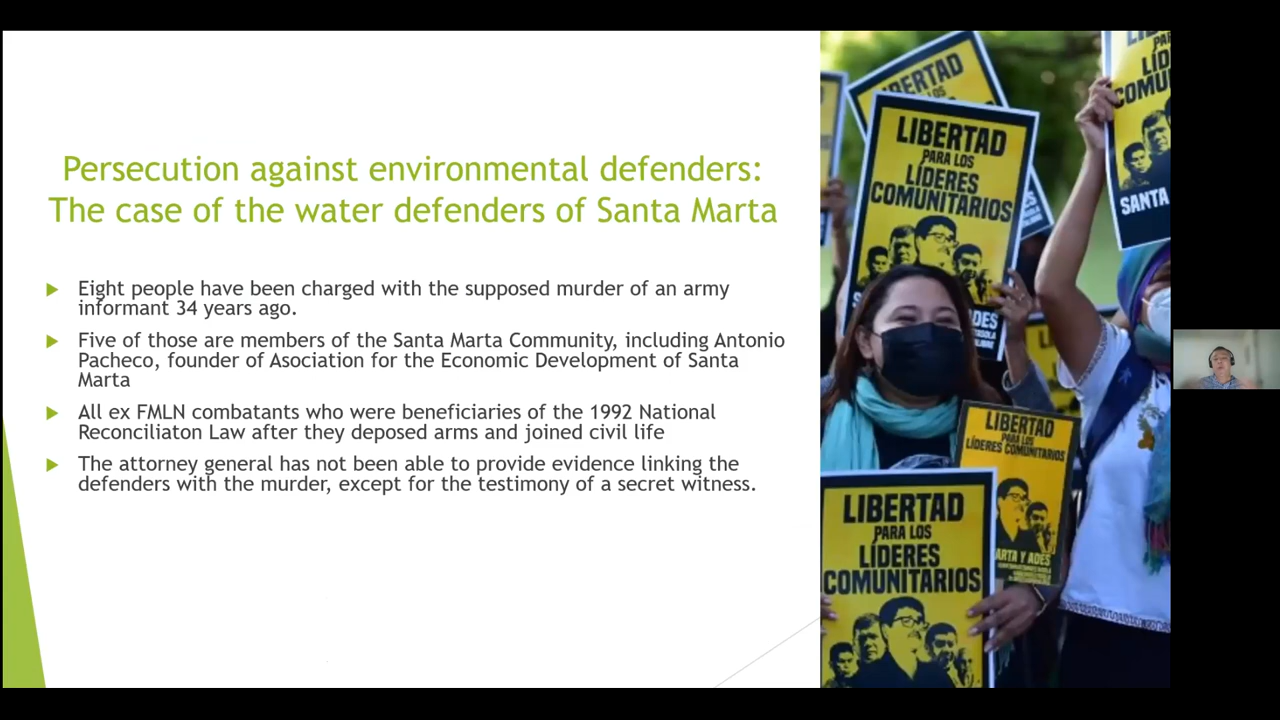 Persecution against environmental defenders:
The case of the water defenders of Santa Marta
Eighty people have been charged with the supposed murder of an army
informant 34 years ago.
Five of those are members of the Santa Marta Community, including Antonio
Pacheco, founder of Asociation for the Economic Development of Santa
Marta
All ex FMLN combatants who were beneficiaries of the 1992 National
Reconciliaton Law after they deposed arms and joined civil life
The attorney general has not been able to provide evidence linking the
defenders with the murder, except for the testimony of a secret witness.
LIBERTAD
LIBERTAD
PARA LOS
LÍDERES
COMUNITARIOS
SANTA
LIBERTAD
PARA LOS
LÍDERES COMUNITARIOS
ARTA Y ADES
LIBERTAD
PARA LOS
LÍDERES
COMUNITARIOS